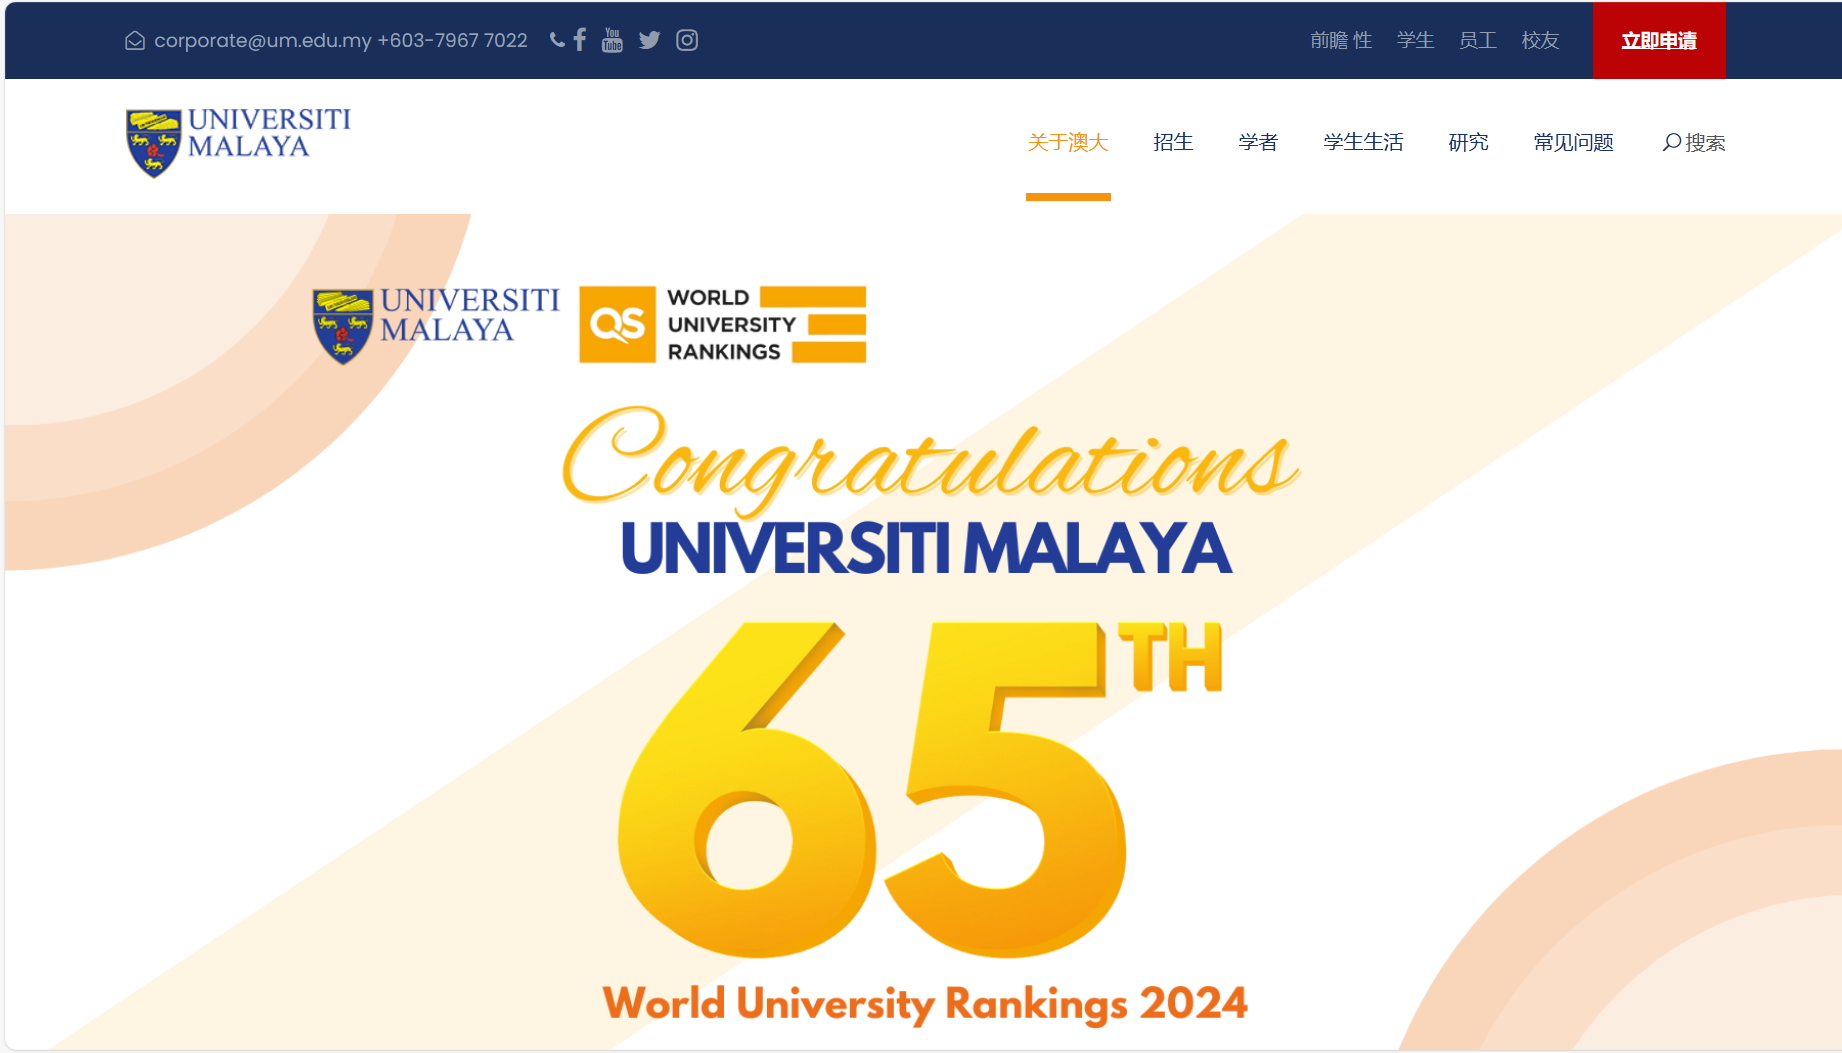 corporate@um.edu.my +603-7967 7022
前瞻 性 学生 员工 校友 立即申请
UNIVERSITI
MALAYA
关于澳大 招生 学者 学生生活 研究 常见问题 搜索
UNIVERSITI
MALAYA
QS
WORLD
UNIVERSITY
RANKINGS
Congratulations
UNIVERSITI MALAYA
65TH
World University Rankings 2024